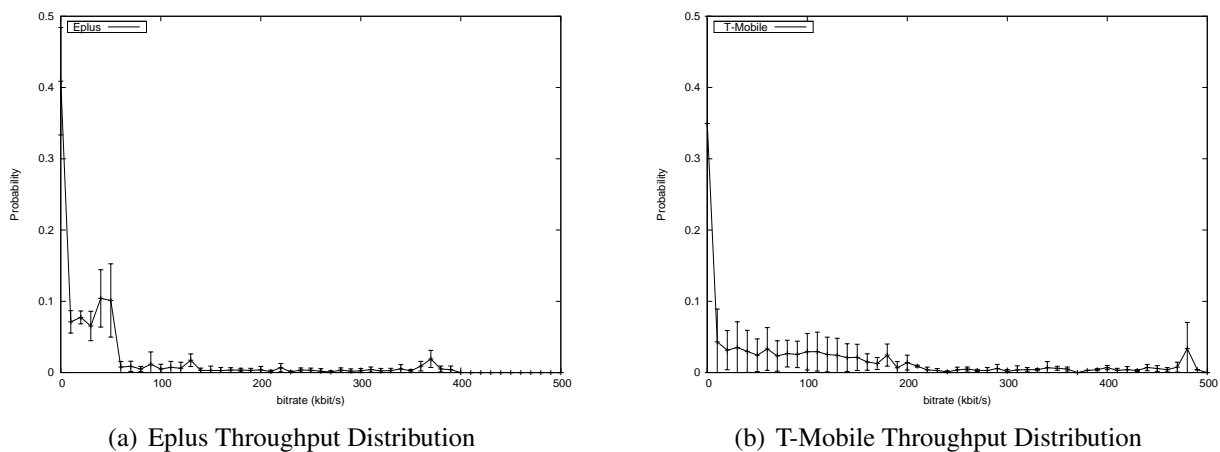 0.5
0.4
0.3
0.2
0.1
0
Probability
Eplus
0 100 200 300 400 500
bitrate (kbit/s)
(a) Eplus Throughput Distribution
0.5
0.4
0.3
0.2
0.1
0
Probability
T-Mobile
0 100 200 300 400 500
bitrate (kbit/s)
(b) T-Mobile Throughput Distribution